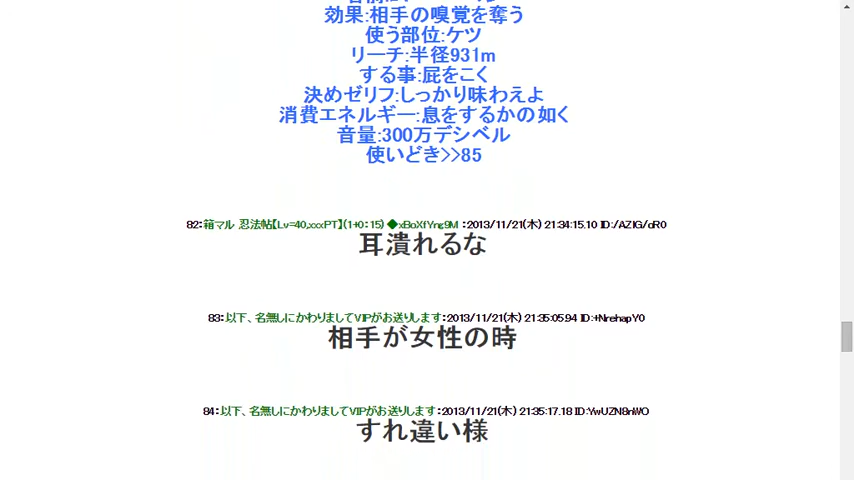 効果:相手の嗅覚を奪う
使う部位:ケツ
リーチ:半径931m
する事:屁をこく
決めゼリフ:しっかり味わえよ
消費エネルギー:息をするかの如く
音量:300万デシベル
使いどき>>85
82:箱マル 忍法帖【Lv=40,xxxPT】(1+0:15) ◆xBoXfYng9M :2013/11/21(木) 21:34:15.10 ID:/AZIG/oR0
耳潰れるな
83:以下、名無しにかわりましてVIPがお送りします:2013/11/21(木) 21:35:05.94 ID:+NrehapY0
相手が女性の時
84:以下、名無しにかわりましてVIPがお送りします:2013/11/21(木) 21:35:17.18 ID:YwUZN8nWO
すれ違い様